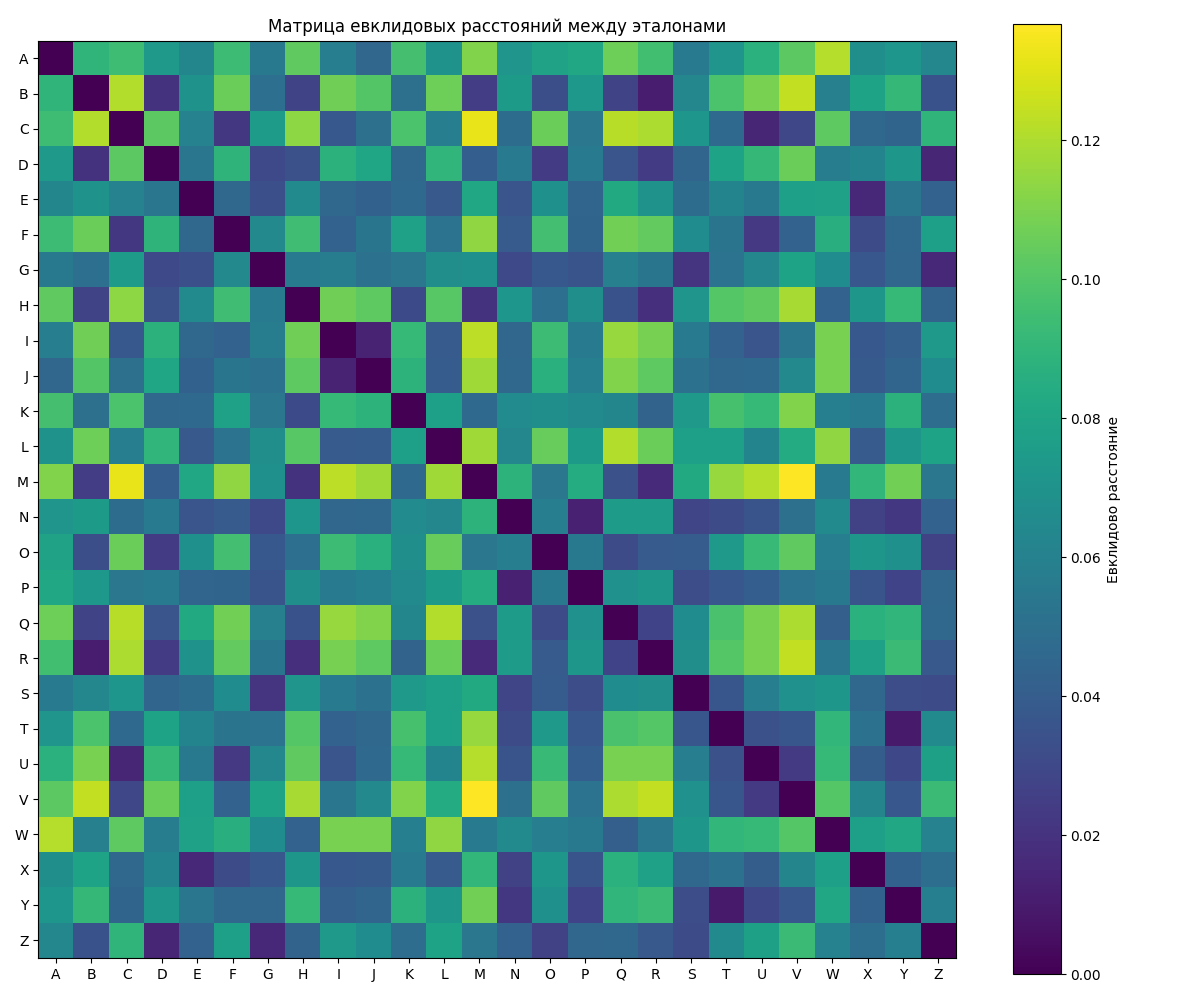 Матрица евклидовых расстояний между эталонами
A
B
C
D
E
F
G
H
I
J
K
L
M
N
O
P
Q
R
S
T
U
V
W
X
Y
Z
A B C D E F G H I J K L M N O P Q R S T U V W X Y Z
0.12
0.10
0.08
0.06
0.04
0.02
0.00
Евклидово расстояние